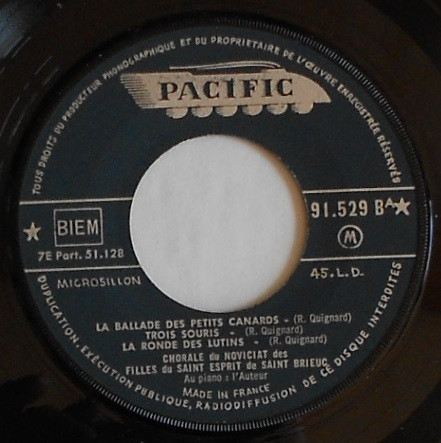 TOUS DROITS DU PRODUCTEUR PHONOGRAPHIQUE ET DU PROPRIETAIRE DE L'ŒUVRE ENREGISTRÉE RÉSERVÉS
PACIFIC
BIEM
91.529 BA
7E Part. 51.128
M
MICROSILLON
45.L.D.
LA BALLADE DES PETITS CANARDS - (R. Quignard)
TROIS SOURIS - (R. Quignard)
LA RONDE DES LUTINS - (R. Quignard)
CHORALE du NOVICIAT des
FILLES du SAINT ESPRIT de SAINT BRIEUC
Au piano : l'Auteur
MADE IN FRANCE
DUPLICATION - EXÉCUTION PUBLIQUE, RADIODIFFUSION DE CE DISQUE INTERDITES